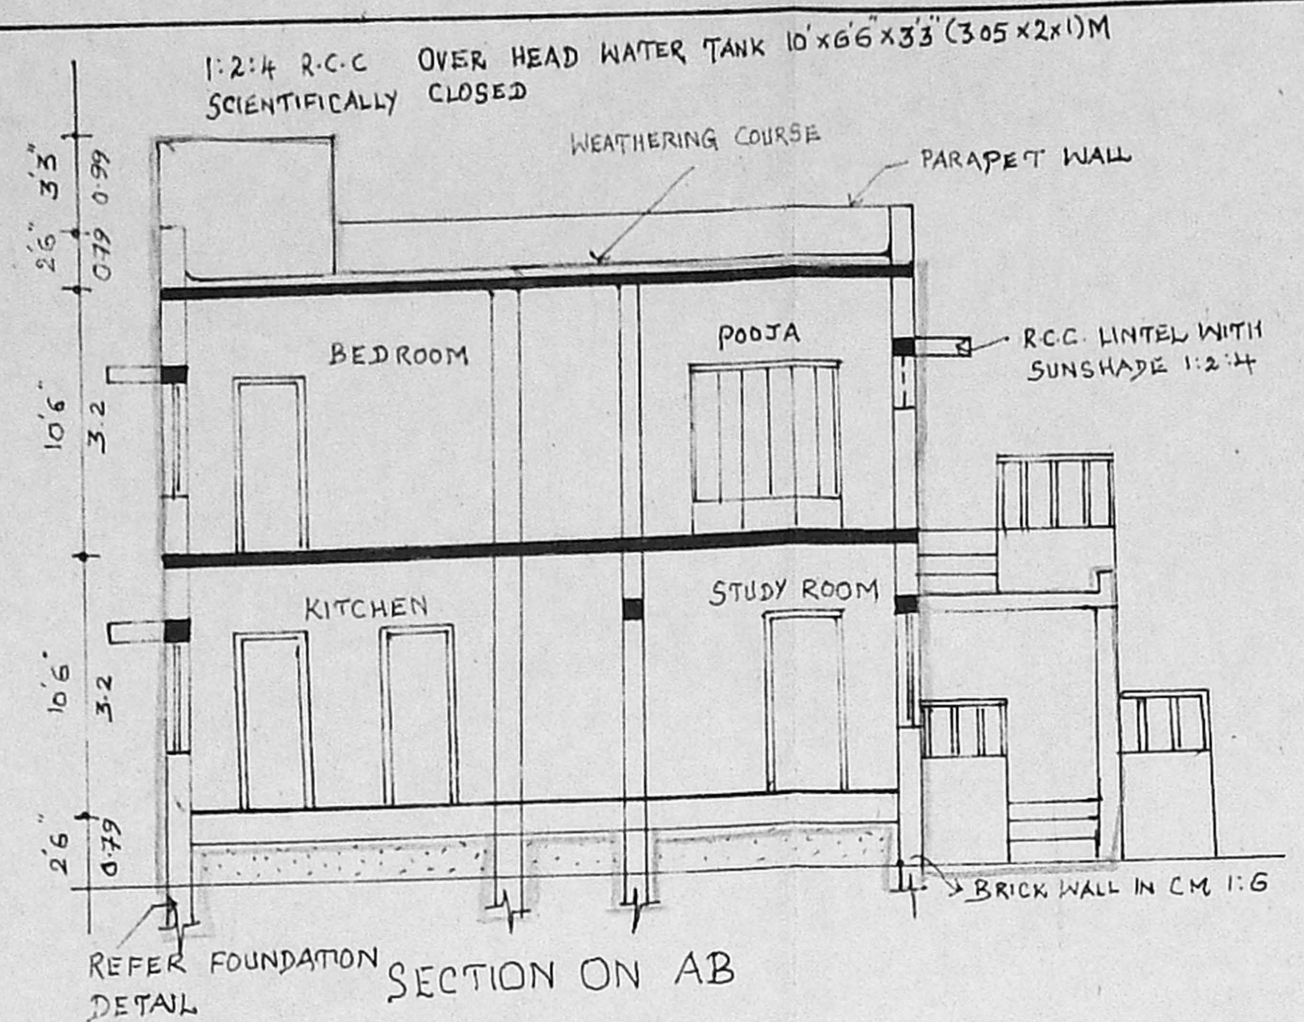 1:2:4 R.C.C OVER HEAD WATER TANK 10'x6'6"x3'3" (3.05x2x1)M
SCIENTIFICALLY CLOSED
WEATHERING COURSE
PARAPET WALL
3'3"
0.99
2'6"
0.79
BEDROOM
POOJA
R.C.C. LINTEL WITH
SUNSHADE 1:2:4
10'6"
3.2
KITCHEN
STUDY ROOM
10'6"
3.2
2'6"
0.79
BRICK WALL IN CM 1:6
REFER FOUNDATION
DETAIL
SECTION ON AB